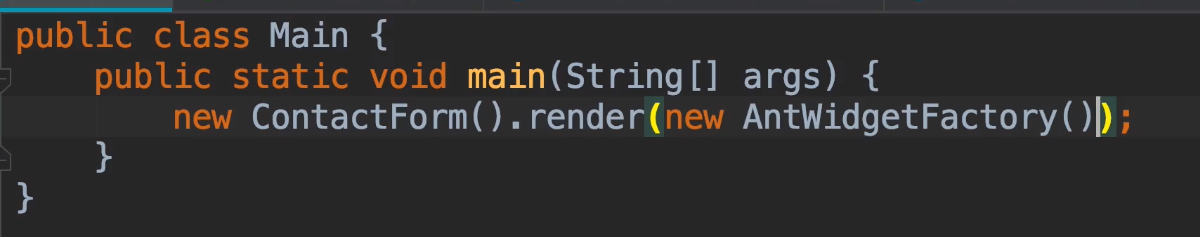 public class Main {
    public static void main(String[] args) {
        new ContactForm().render(new AntWidgetFactory());
    }
}